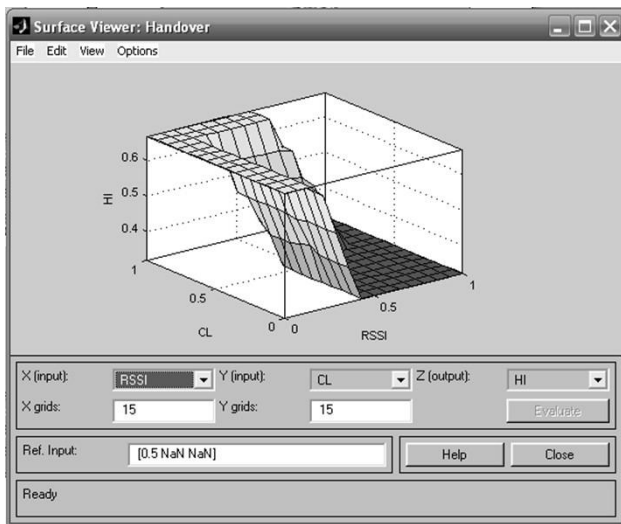 Surface Viewer: Handover
File Edit View Options
0.6
0.5
0.4
HI
1
0.5
0
CL
0
0.5
1
RSSI
X (input): RSSI Y (input): CL Z (output): HI
X grids: 15 Y grids: 15 Evaluate
Ref. Input: [0.5 NaN NaN] Help Close
Ready